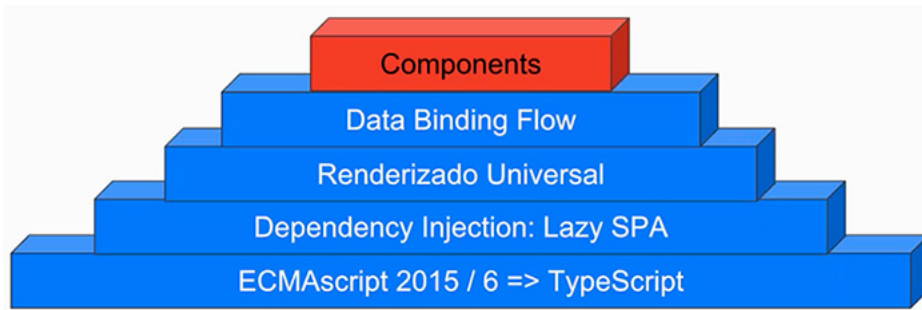 Components
Data Binding Flow
Renderizado Universal
Dependency Injection: Lazy SPA
ECMAscript 2015 / 6 => TypeScript